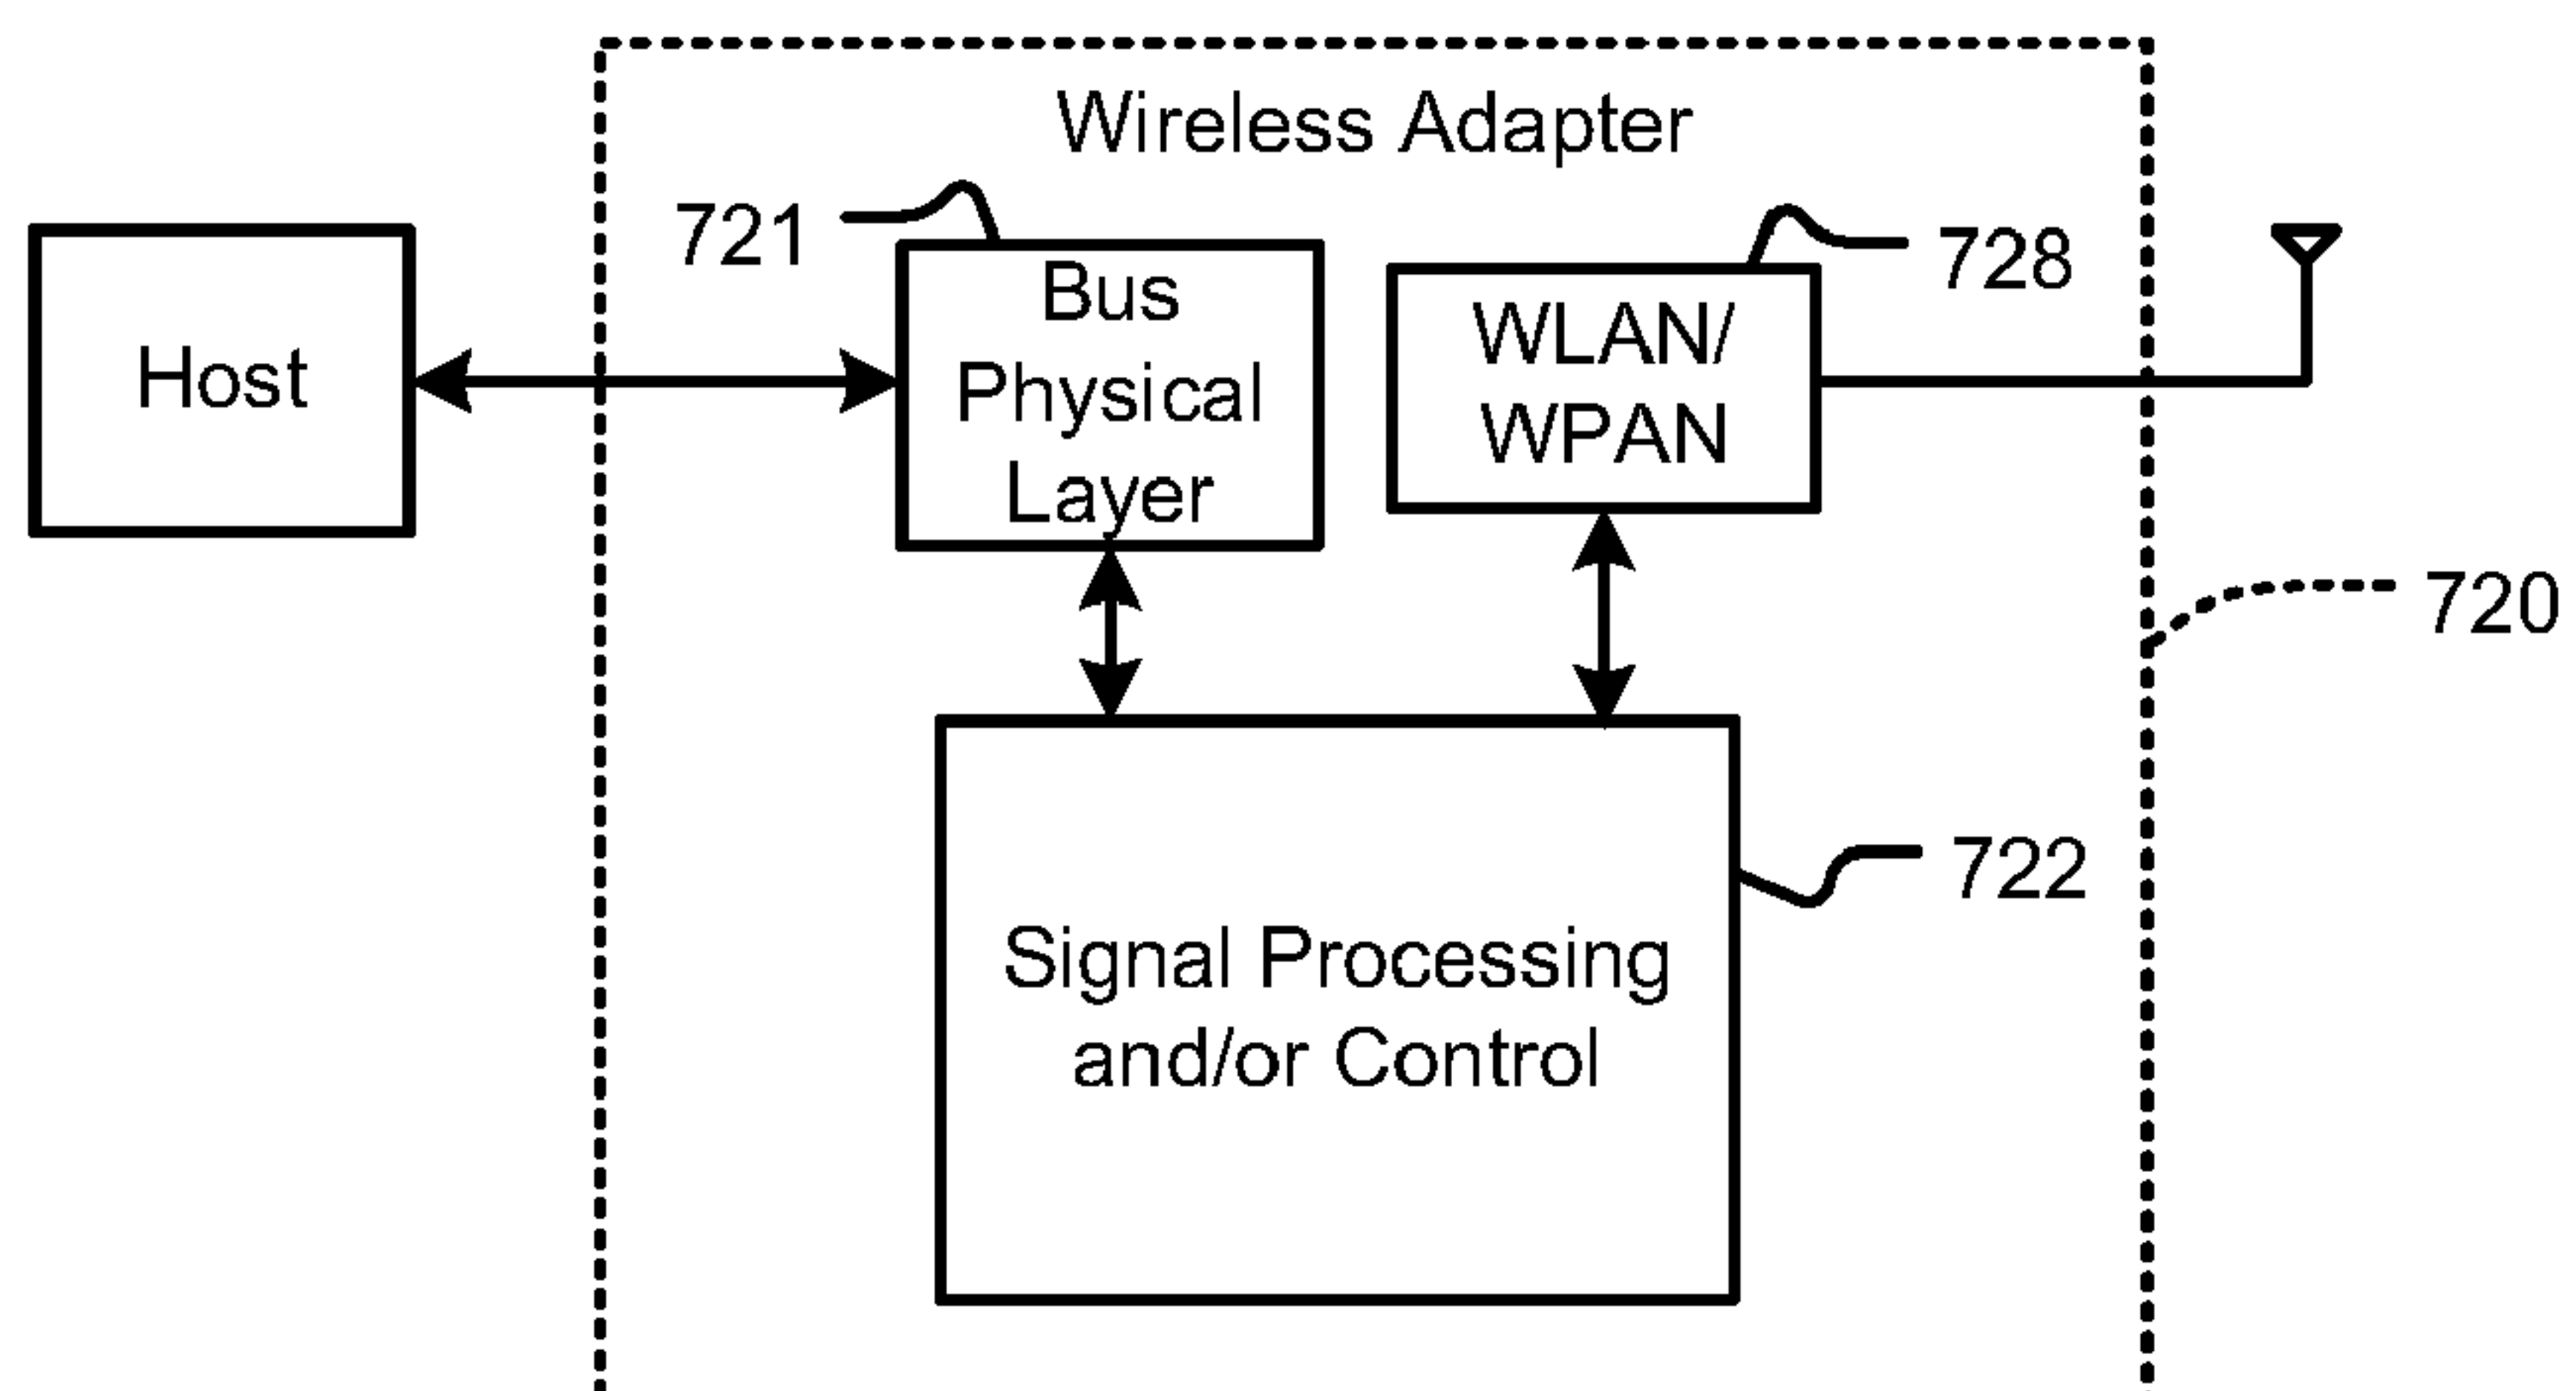 Wireless Adapter
721
Bus
Physical
Layer
728
WLAN/
WPAN
Host
720
722
Signal Processing
and/or Control